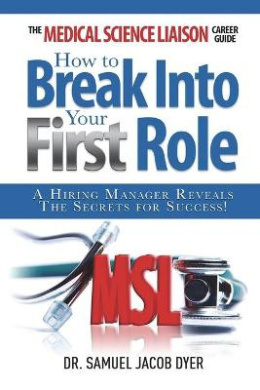 THE MEDICAL SCIENCE LIAISON CAREER GUIDE
How to
Break Into
Your
First Role
A Hiring Manager Reveals
The Secrets for Success!
MSL
DR. SAMUEL JACOB DYER